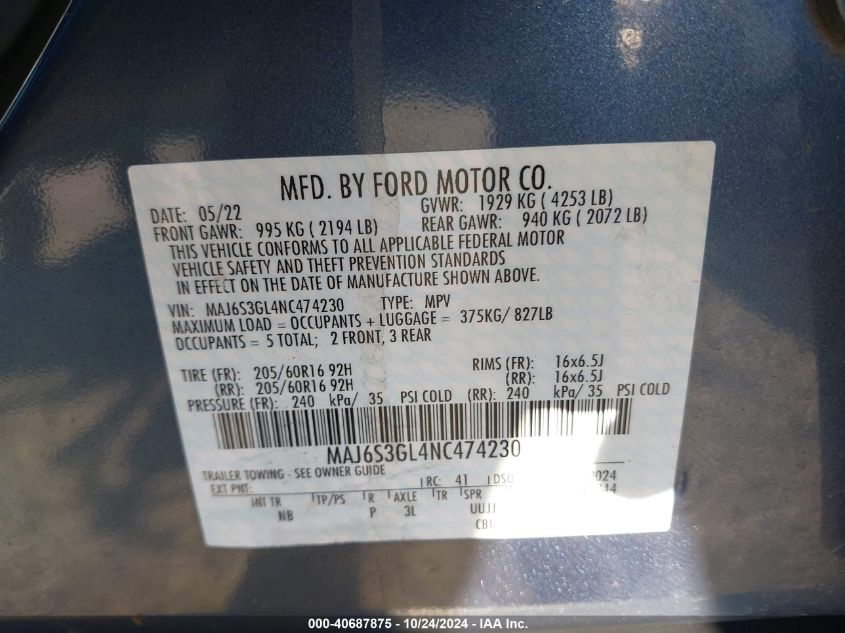 MFD. BY FORD MOTOR CO.
DATE: 05/22 GVWR: 1929 KG ( 4253 LB)
FRONT GAWR: 995 KG ( 2194 LB) REAR GAWR: 940 KG ( 2072 LB)
THIS VEHICLE CONFORMS TO ALL APPLICABLE FEDERAL MOTOR
VEHICLE SAFETY AND THEFT PREVENTION STANDARDS
IN EFFECT ON THE DATE OF MANUFACTURE SHOWN ABOVE.
VIN: MAJ6S3GL4NC474230 TYPE: MPV
MAXIMUM LOAD = OCCUPANTS + LUGGAGE = 375KG/ 827LB
OCCUPANTS = 5 TOTAL; 2 FRONT, 3 REAR
TIRE (FR): 205/60R16 92H RIMS (FR): 16x6.5J
(RR): 205/60R16 92H (RR): 16x6.5J
PRESSURE (FR): 240 kPa/ 35 PSI COLD (RR): 240 kPa/ 35 PSI COLD
MAJ6S3GL4NC474230
TRAILER TOWING - SEE OWNER GUIDE
EXT PNT: RC: 41 DSO
INT TR TP/PS R AXLE TR SPR
NB P 3L
000-40687875 - 10/24/2024 - IAA Inc.